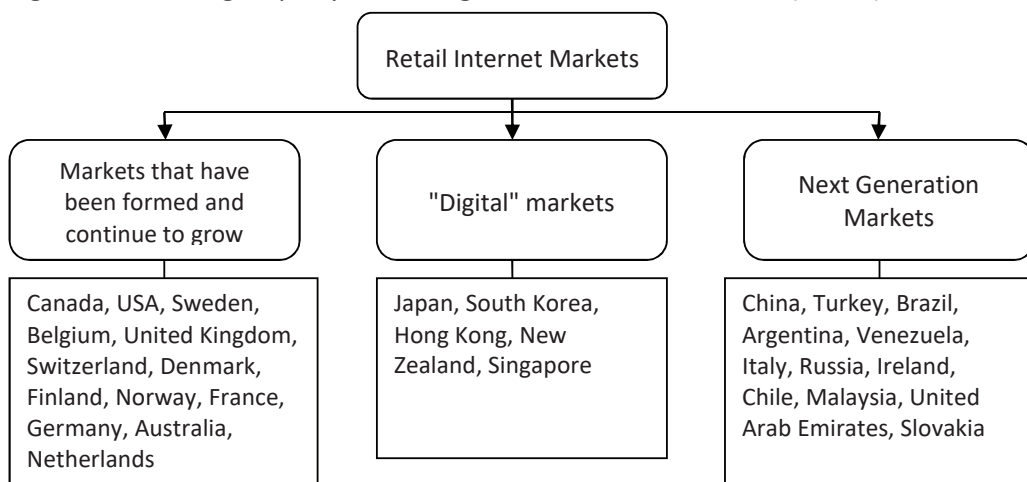 Retail Internet Markets
Markets that have
been formed and
continue to grow
"Digital" markets
Next Generation
Markets
Canada, USA, Sweden,
Belgium, United Kingdom,
Switzerland, Denmark,
Finland, Norway, France,
Germany, Australia,
Netherlands
Japan, South Korea,
Hong Kong, New
Zealand, Singapore
China, Turkey, Brazil,
Argentina, Venezuela,
Italy, Russia, Ireland,
Chile, Malaysia, United
Arab Emirates, Slovakia